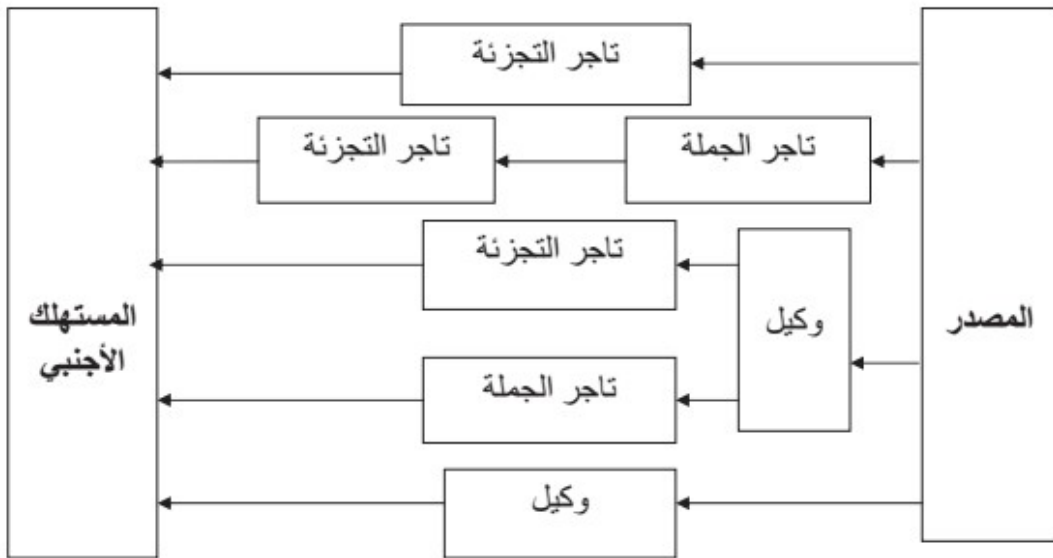 تاجر التجزئة
تاجر الجملة
تاجر التجزئة
تاجر التجزئة
المصدر
وكيل
المستهلك
الأجنبي
تاجر الجملة
وكيل